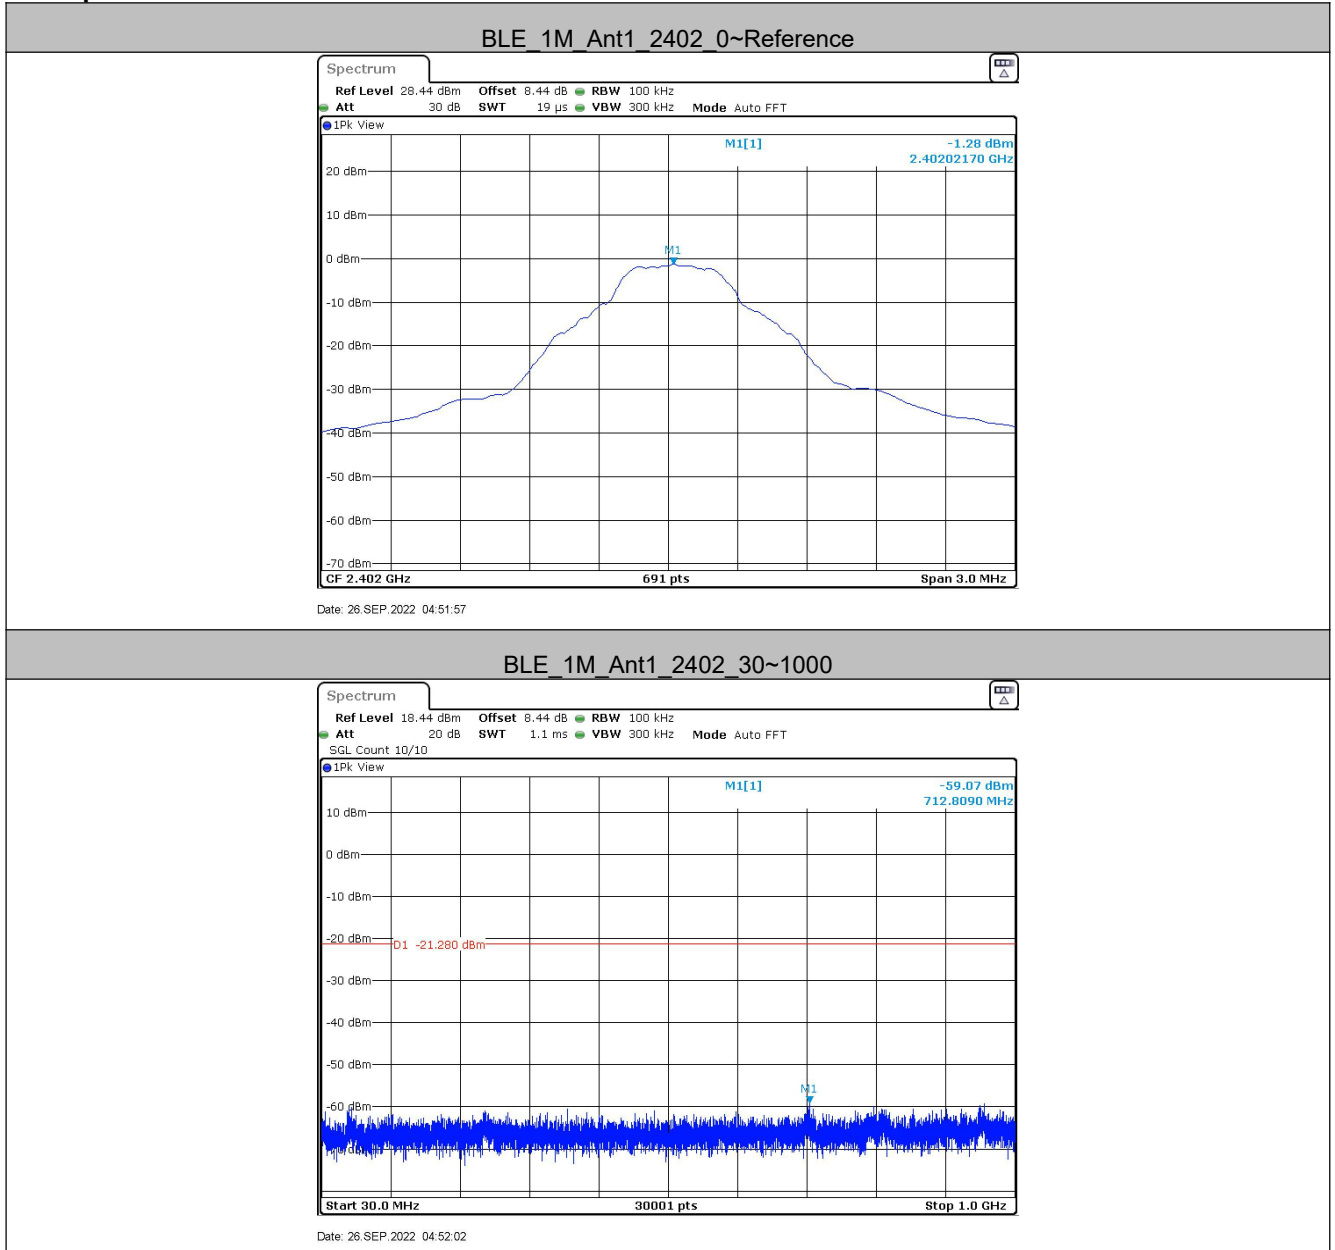 BLE_1M_Ant1_2402_0~Reference
Spectrum
Ref Level 28.44 dBm Offset 8.44 dB RBW 100 kHz
Att 30 dB SWT 19 µs VBW 300 kHz Mode Auto FFT
1Pk View
M1[1] -1.28 dBm
2.40202170 GHz
20 dBm
10 dBm
M1
0 dBm
-10 dBm
-20 dBm
-30 dBm
-40 dBm
-50 dBm
-60 dBm
-70 dBm
CF 2.402 GHz 691 pts Span 3.0 MHz
Date: 26.SEP.2022 04:51:57
BLE_1M_Ant1_2402_30~1000
Spectrum
Ref Level 18.44 dBm Offset 8.44 dB RBW 100 kHz
Att 20 dB SWT 1.1 ms VBW 300 kHz Mode Auto FFT
SGL Count 10/10
1Pk View
M1[1] -59.07 dBm
712.8090 MHz
10 dBm
0 dBm
-10 dBm
-20 dBm
D1 -21.280 dBm
-30 dBm
-40 dBm
-50 dBm
M1
-60 dBm
Start 30.0 MHz 30001 pts Stop 1.0 GHz
Date: 26.SEP.2022 04:52:02